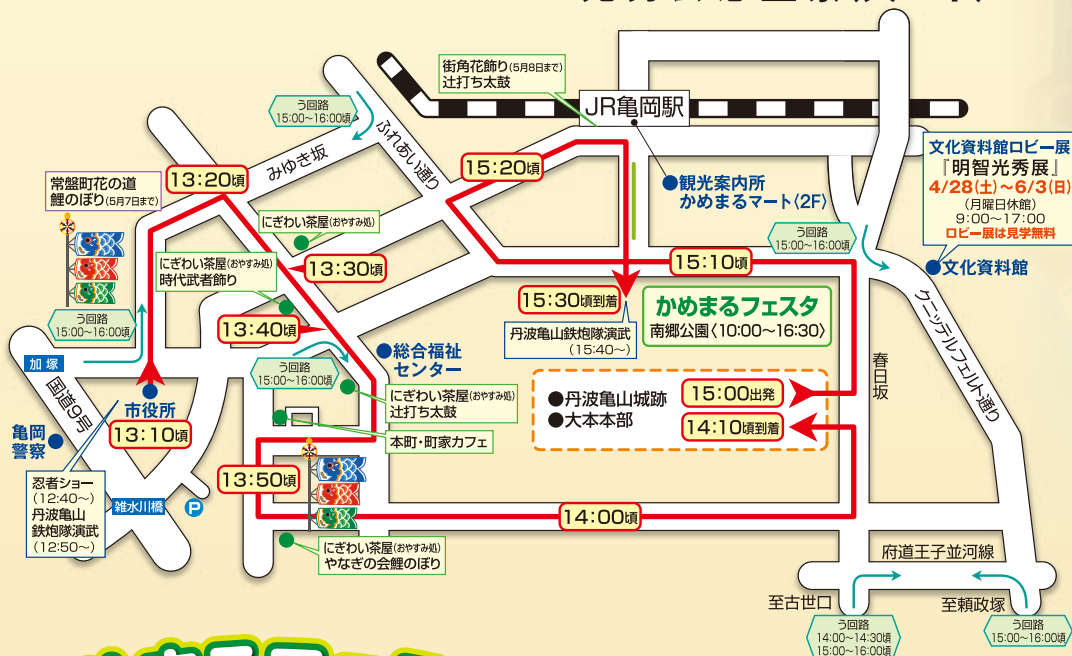 街角花飾り(5月8日まで)
辻打ち太鼓
JR亀岡駅
う回路
15:00〜16:00頃
ふれあい通り
みゆき坂
13:20頃
15:20頃
常盤町花の道
鯉のぼり(5月7日まで)
観光案内所
かめまるマート〈2F〉
文化資料館ロビー展
『明智光秀展』
4/28(土)〜6/3(日)
(月曜日休館)
9:00〜17:00
ロビー展は見学無料
文化資料館
にぎわい茶屋(おやすみ処)
う回路
15:00〜16:00頃
にぎわい茶屋(おやすみ処)
時代武者飾り
13:30頃
15:10頃
15:30頃到着
かめまるフェスタ
南郷公園〈10:00〜16:30〉
丹波亀山鉄炮隊演武
(15:40〜)
う回路
15:00〜16:00頃
13:40頃
加塚
国道9号
う回路
15:00〜16:00頃
総合福祉
センター
クニッテルフェルト通り
春日坂
市役所
13:10頃
にぎわい茶屋(おやすみ処)
辻打ち太鼓
●丹波亀山城跡
●大本本部
15:00出発
14:10頃到着
亀岡
警察
本町・町家カフェ
忍者ショー
(12:40〜)
丹波亀山
鉄炮隊演武
(12:50〜)
雑水川橋
P
13:50頃
14:00頃
にぎわい茶屋(おやすみ処)
やなぎの会鯉のぼり
府道王子並河線
至古世口
至頼政塚
う回路
14:00〜14:30頃
15:00〜16:00頃
う回路
15:00〜16:00頃